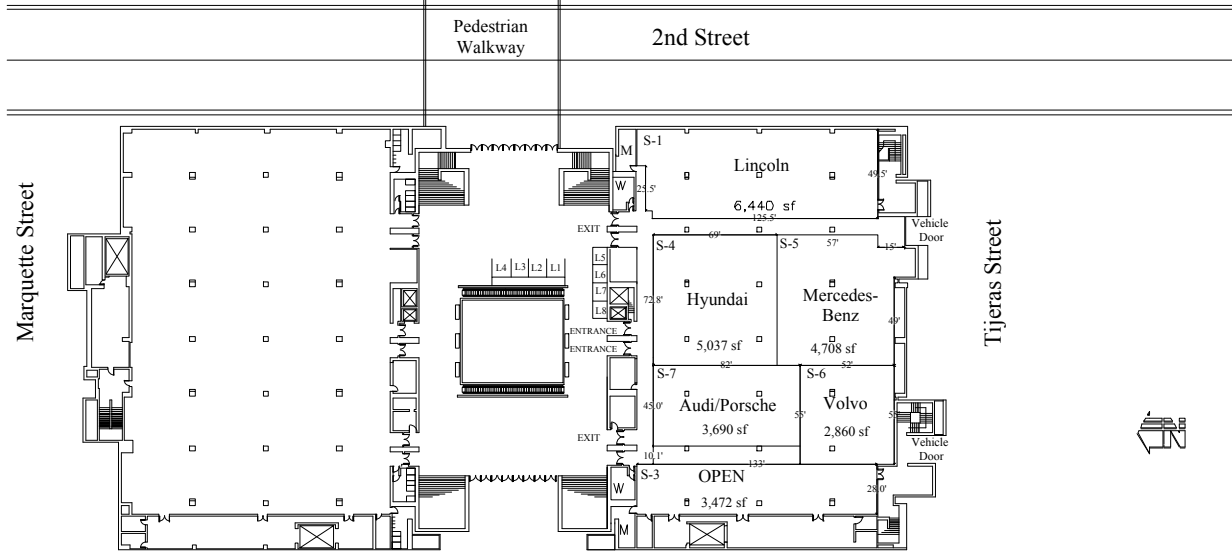 Pedestrian
Walkway
2nd Street
Marquette Street
Tijeras Street
M
S-1
Lincoln
W
25.5'
49.5'
6,440 sf
125.5'
EXIT
Vehicle
Door
69'
S-4
S-5
57'
15'
L4
L3
L2
L1
L5
L6
L7
L8
72.8'
Hyundai
Mercedes-
Benz
49'
ENTRANCE
ENTRANCE
5,037 sf
4,708 sf
82'
52'
S-7
S-6
45.0'
Audi/Porsche
55'
Volvo
55'
3,690 sf
2,860 sf
EXIT
Vehicle
Door
10.1'
133'
S-3
OPEN
W
28.0'
3,472 sf
M
N